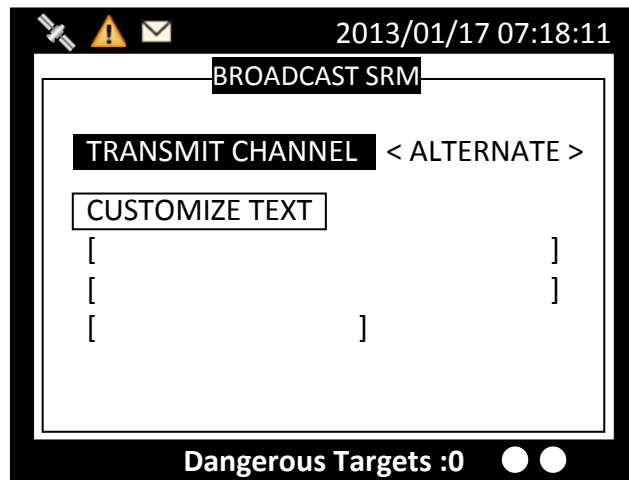 2013/01/17 07:18:11
BROADCAST SRM
TRANSMIT CHANNEL < ALTERNATE >
CUSTOMIZE TEXT
[ ]
[ ]
[ ]
Dangerous Targets :0